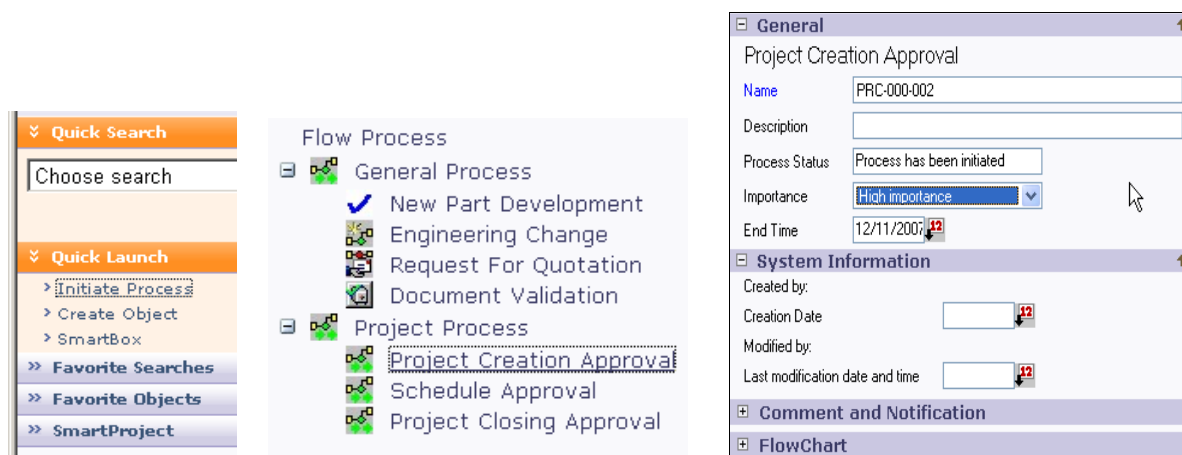 Quick Search
Choose search
Quick Launch
Initiate Process
Create Object
SmartBox
Favorite Searches
Favorite Objects
SmartProject
Flow Process
General Process
New Part Development
Engineering Change
Request For Quotation
Document Validation
Project Process
Project Creation Approval
Schedule Approval
Project Closing Approval
General
Project Creation Approval
Name PRC-000-002
Description
Process Status Process has been initiated
Importance High importance
End Time 12/11/2007 12
System Information
Created by:
Creation Date 12
Modified by:
Last modification date and time 12
Comment and Notification
FlowChart